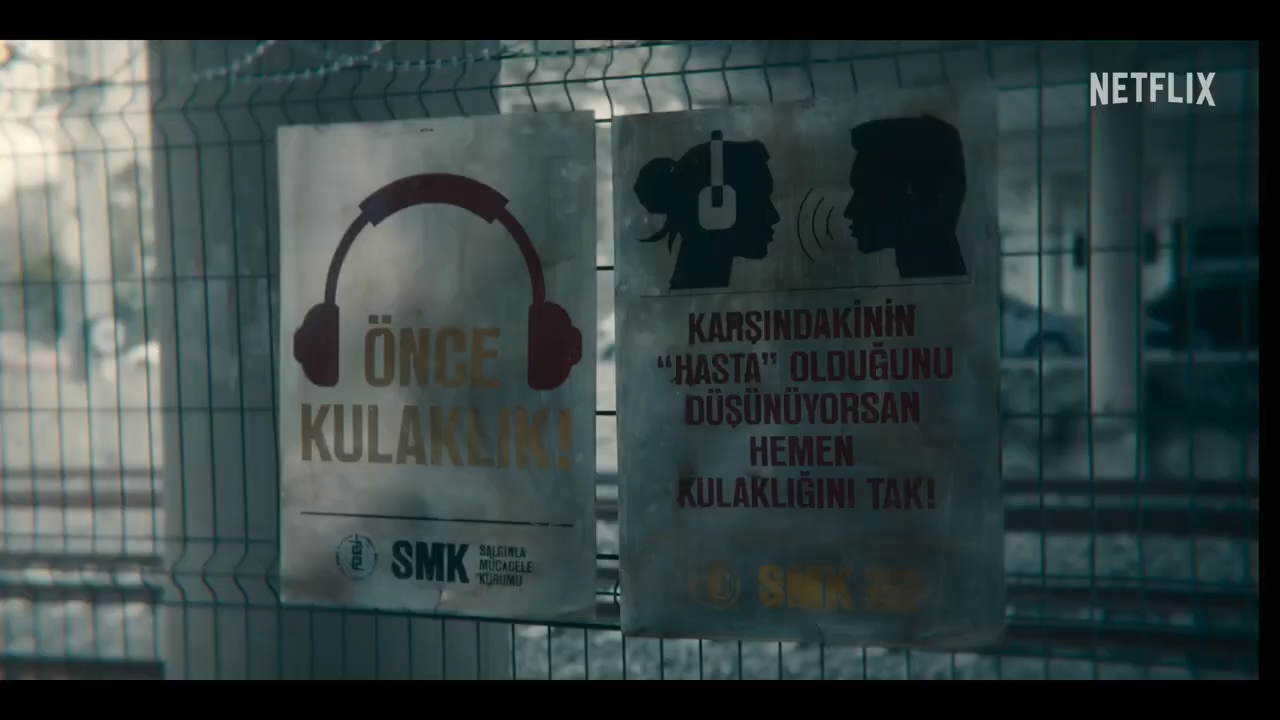 NETFLIX
ÖNCE
KULAKLIK!
SMK
SALGINLA
MÜCADELE
KURUMU
KARŞINDAKİNİN
“HASTA” OLDUĞUNU
DÜŞÜNÜYORSAN
HEMEN
KULAKLIĞINI TAK!
SMK